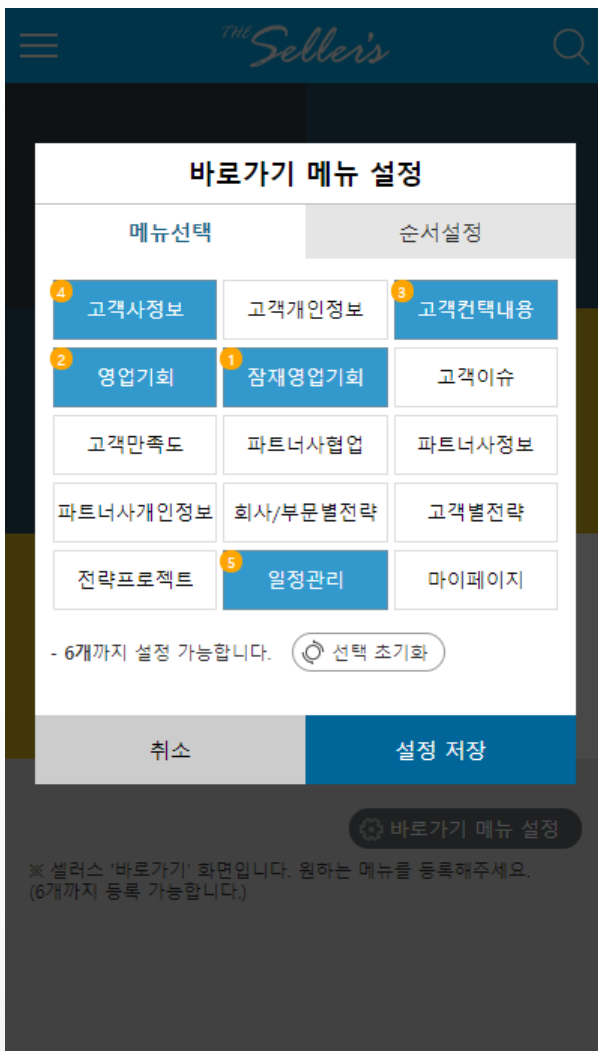 THE Seller's
바로가기 메뉴 설정
메뉴선택 순서설정
4 고객사정보 고객개인정보 3 고객컨택내용
2 영업기회 1 잠재영업기회 고객이슈
고객만족도 파트너사협업 파트너사정보
파트너사개인정보 회사/부문별전략 고객별전략
전략프로젝트 5 일정관리 마이페이지
- 6개까지 설정 가능합니다. 선택 초기화
취소 설정 저장
바로가기 메뉴 설정
※ 셀러스 '바로가기' 화면입니다. 원하는 메뉴를 등록해주세요.
(6개까지 등록 가능합니다.)